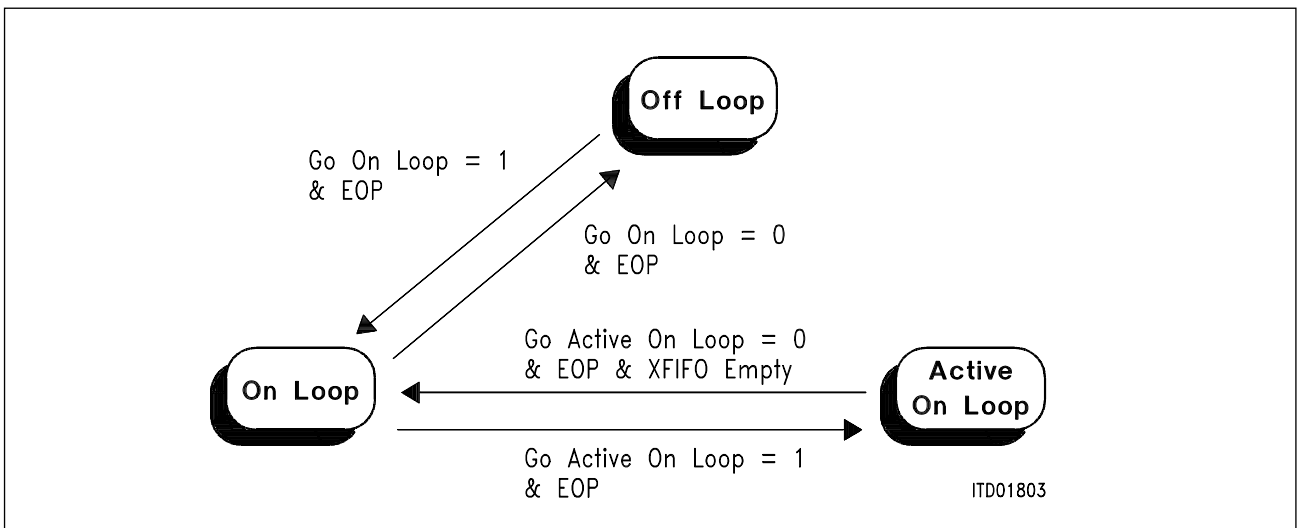 Off Loop
Go On Loop = 1
& EOP
Go On Loop = 0
& EOP
Go Active On Loop = 0
& EOP & XFIFO Empty
On Loop
Active
On Loop
Go Active On Loop = 1
& EOP
ITD01803